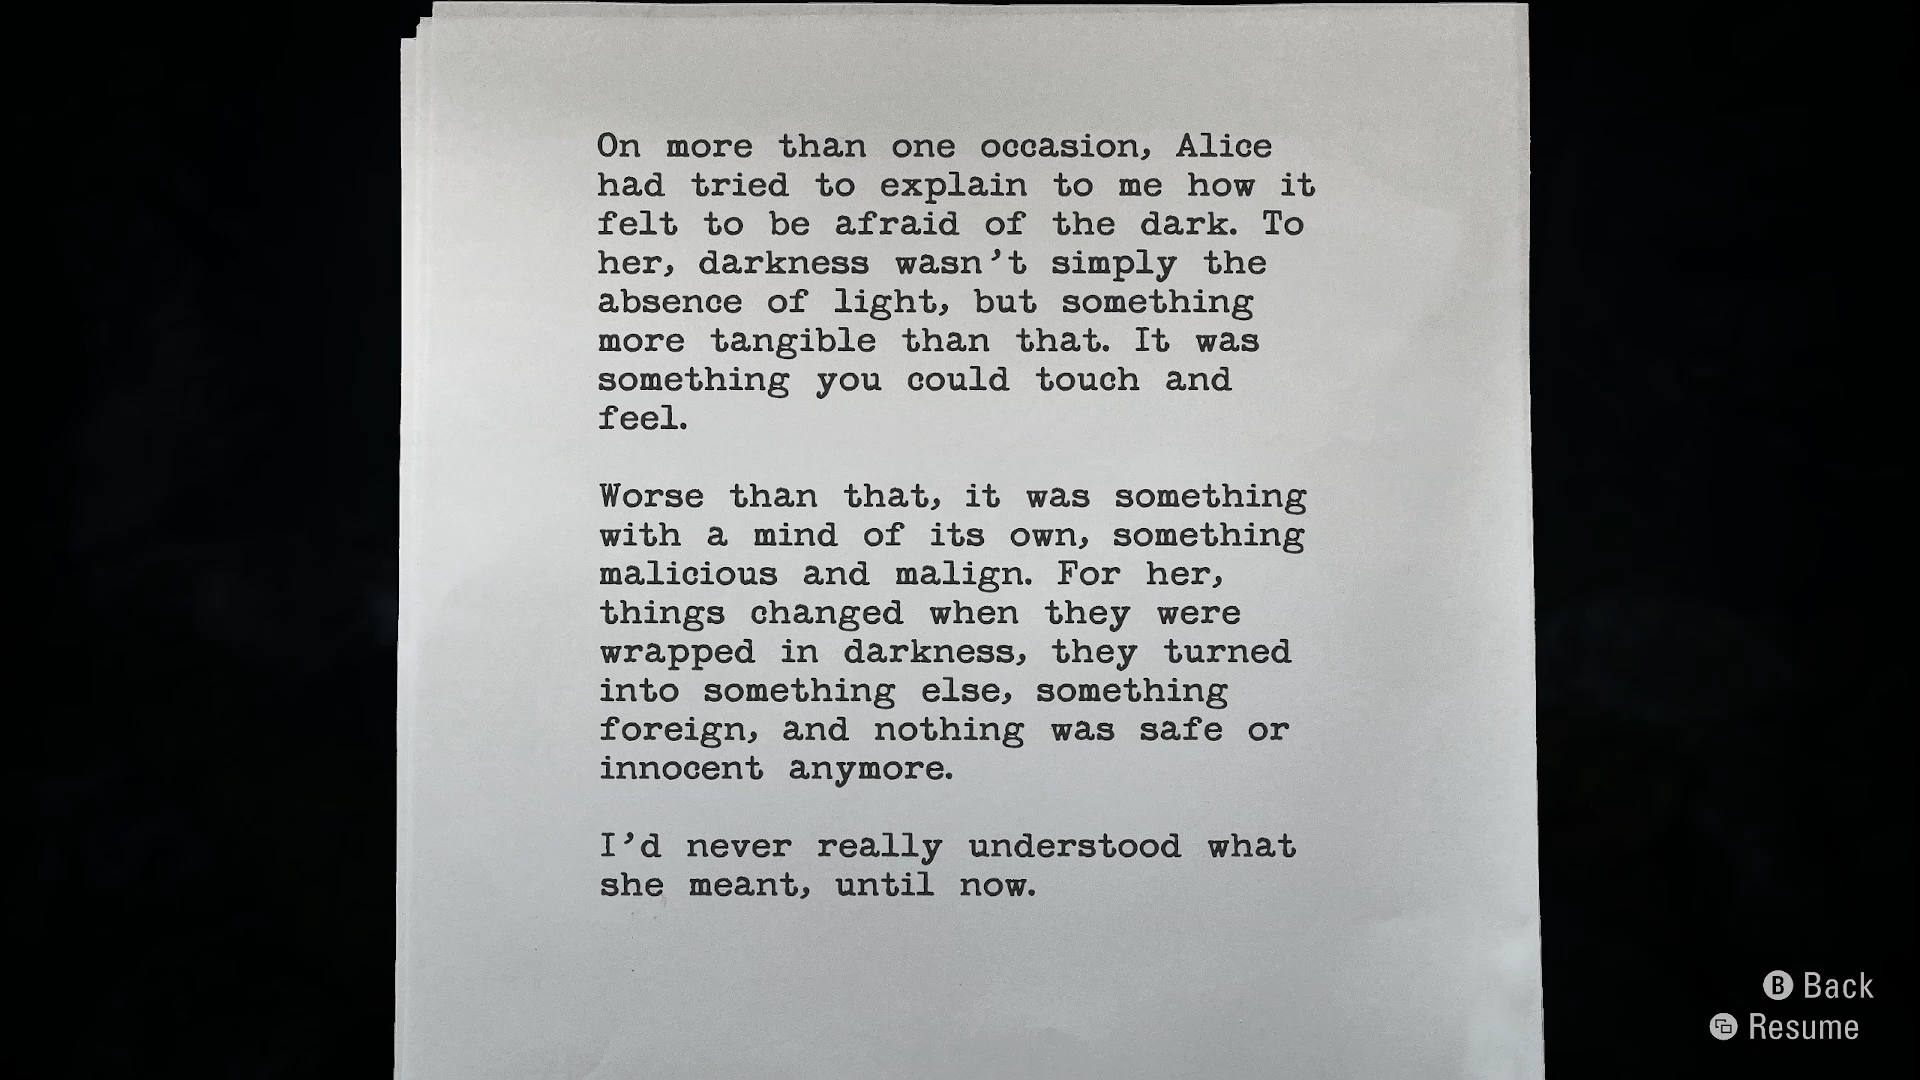 On more than one occasion, Alice
had tried to explain to me how it
felt to be afraid of the dark. To
her, darkness wasn’t simply the
absence of light, but something
more tangible than that. It was
something you could touch and
feel.
Worse than that, it was something
with a mind of its own, something
malicious and malign. For her,
things changed when they were
wrapped in darkness, they turned
into something else, something
foreign, and nothing was safe or
innocent anymore.
I’d never really understood what
she meant, until now.
B Back
Resume